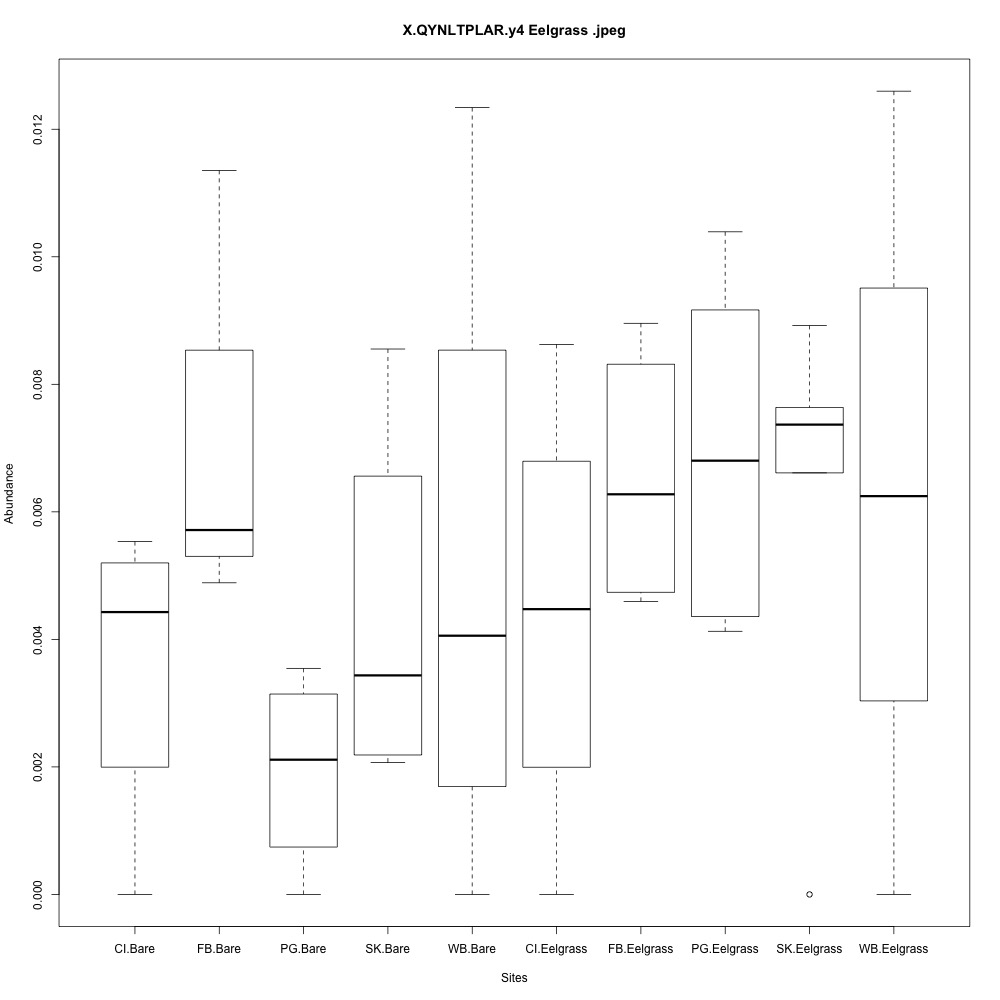 X.QYNLTPLAR.y4 Eelgrass .jpeg
0.012
0.010
0.008
0.006
0.004
0.002
0.000
Abundance
CI.Bare FB.Bare PG.Bare SK.Bare WB.Bare CI.Eelgrass FB.Eelgrass PG.Eelgrass SK.Eelgrass WB.Eelgrass
Sites